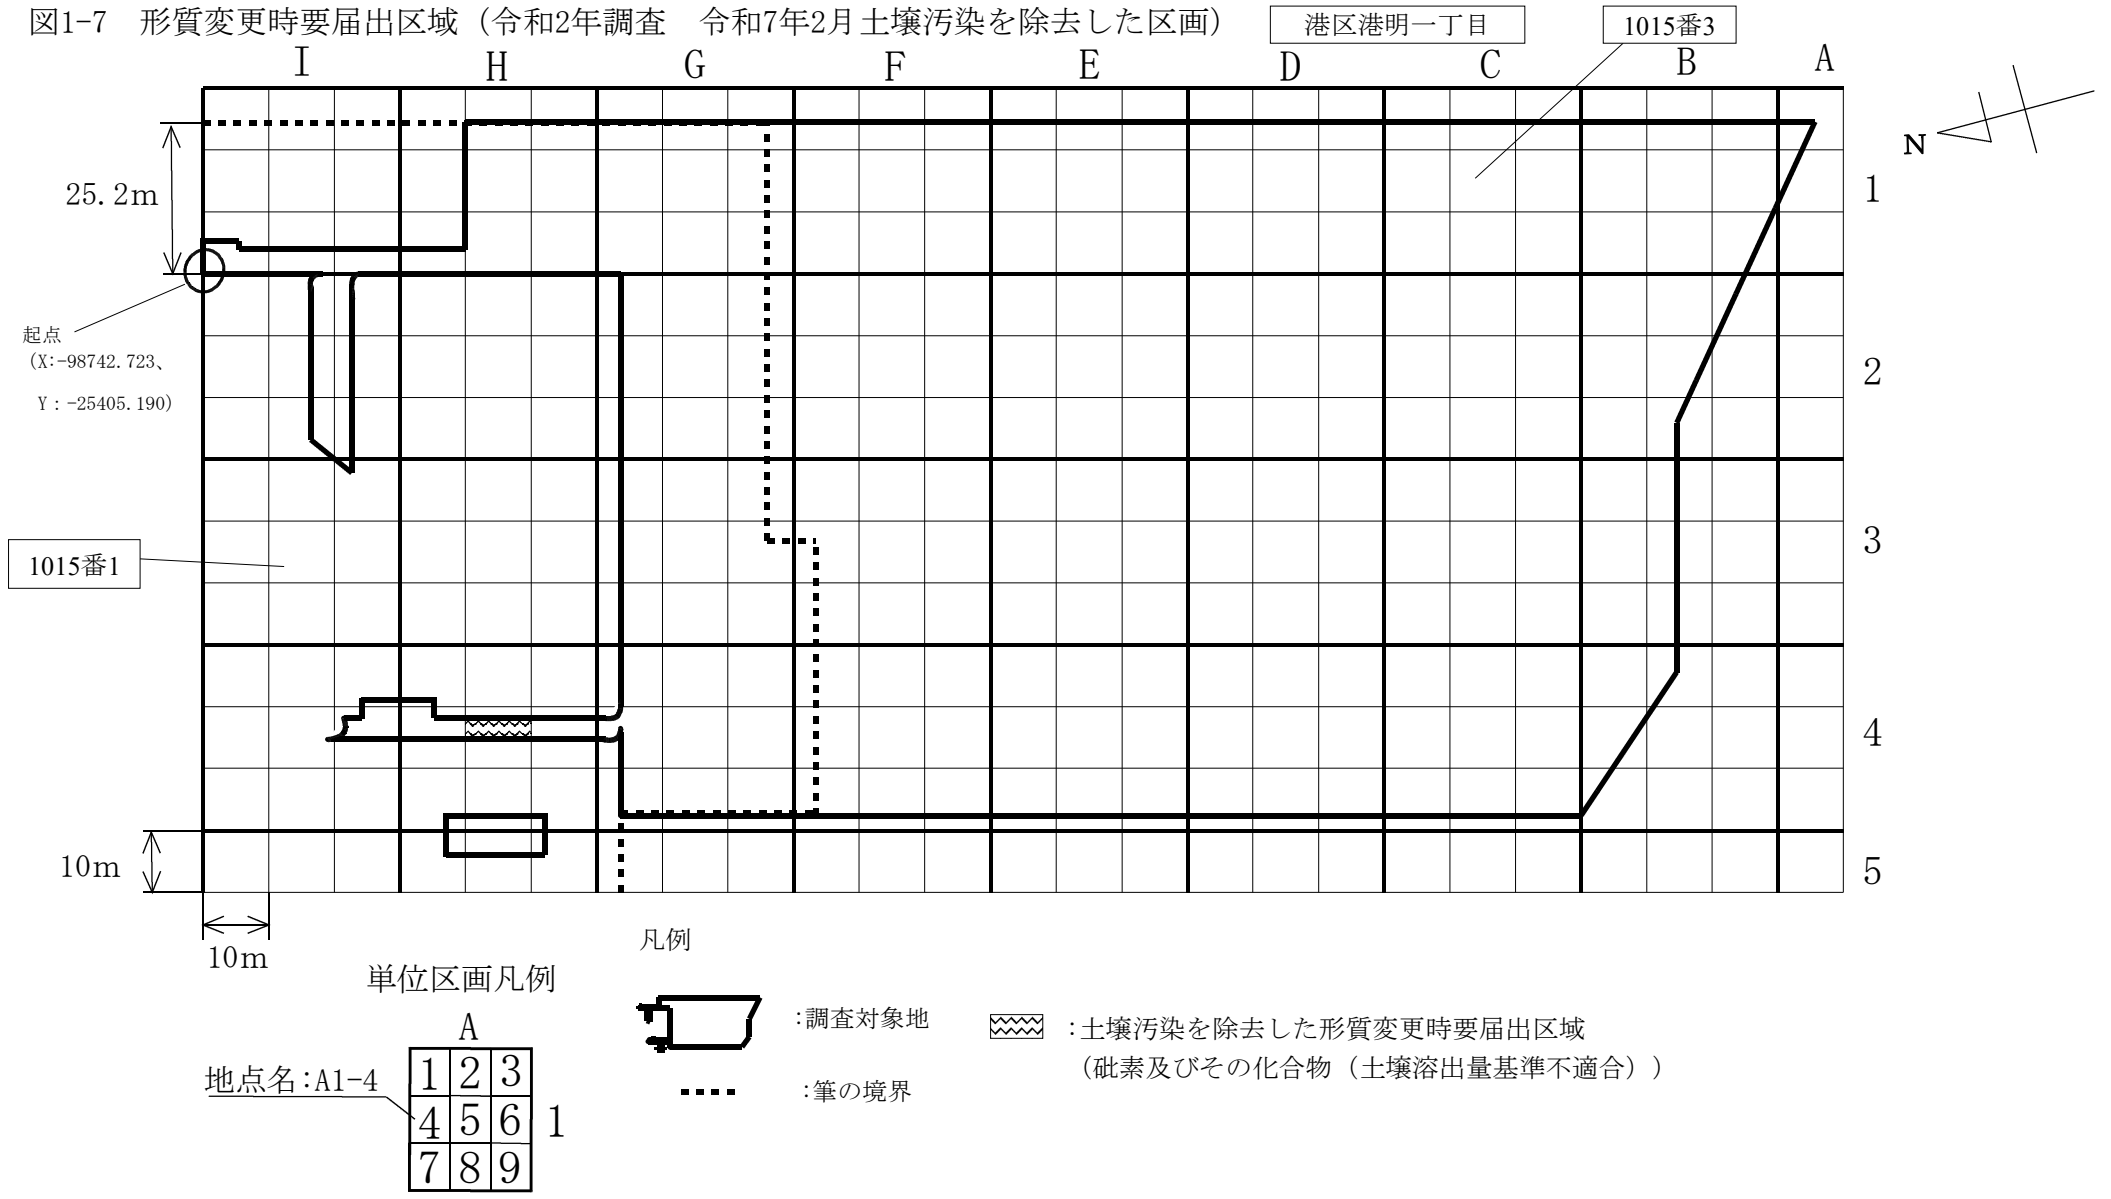 図1-7　形質変更時要届出区域（令和2年調査　令和7年2月土壌汚染を除去した区画）
港区港明一丁目
1015番3
I H G F E D C B A
N
25.2m
1
起点
（X:-98742.723、
Y：-25405.190）
2
3
1015番1
4
10m
5
10m
凡例
単位区画凡例
:調査対象地
:土壌汚染を除去した形質変更時要届出区域
（砒素及びその化合物（土壌溶出量基準不適合））
:筆の境界
A
地点名:A1-4
1 2 3
4 5 6 1
7 8 9